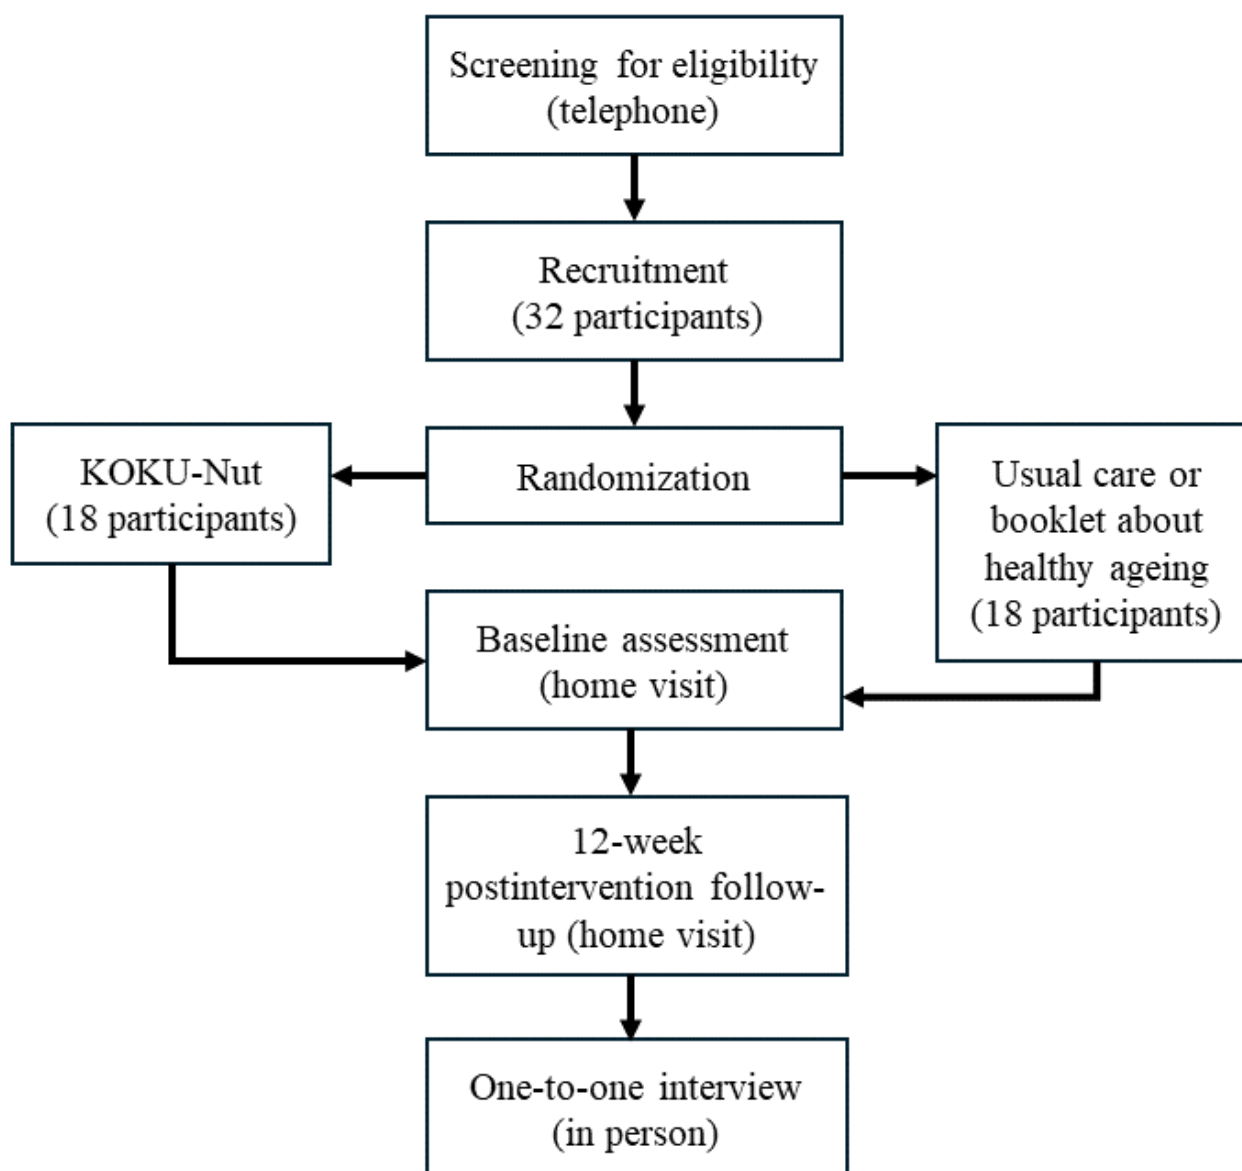 Screening for eligibility
(telephone)
Recruitment
(32 participants)
KOKU-Nut
(18 participants)
Randomization
Usual care or
booklet about
healthy ageing
(18 participants)
Baseline assessment
(home visit)
12-week
postintervention follow-
up (home visit)
One-to-one interview
(in person)